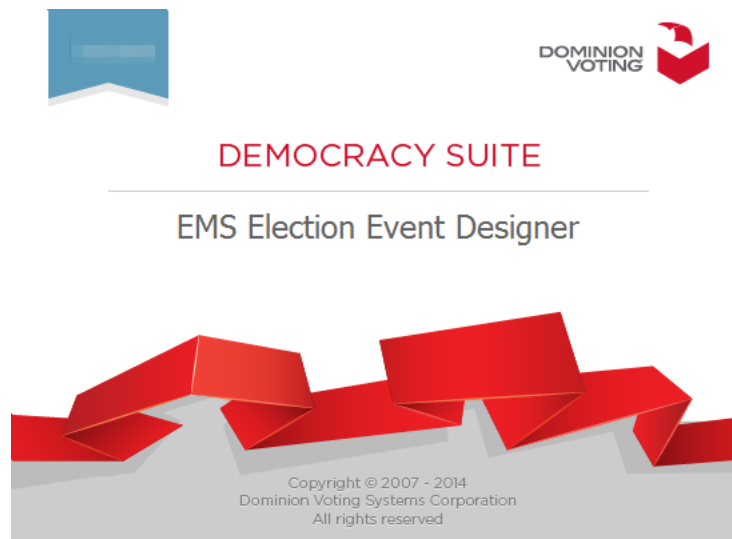 DOMINION
VOTING
DEMOCRACY SUITE
EMS Election Event Designer
Copyright © 2007 - 2014
Dominion Voting Systems Corporation
All rights reserved